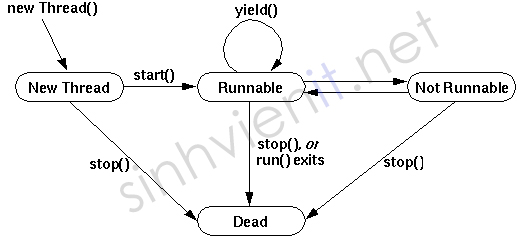 new Thread()
yield()
New Thread
start()
Runnable
Not Runnable
stop()
stop(), or
run() exits
stop()
Dead
sinhvienit.net